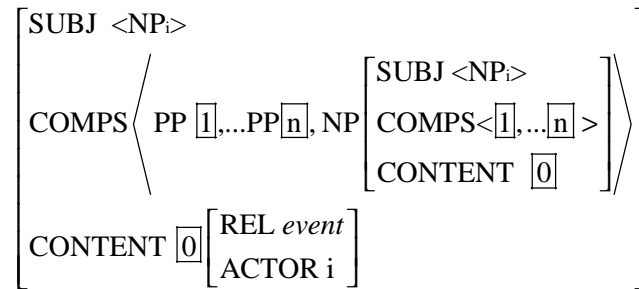 SUBJ <NPi>
SUBJ <NPi>
COMPS PP 1,...PP n, NP COMPS<1,...n >
CONTENT 0
REL event
CONTENT 0
ACTOR i